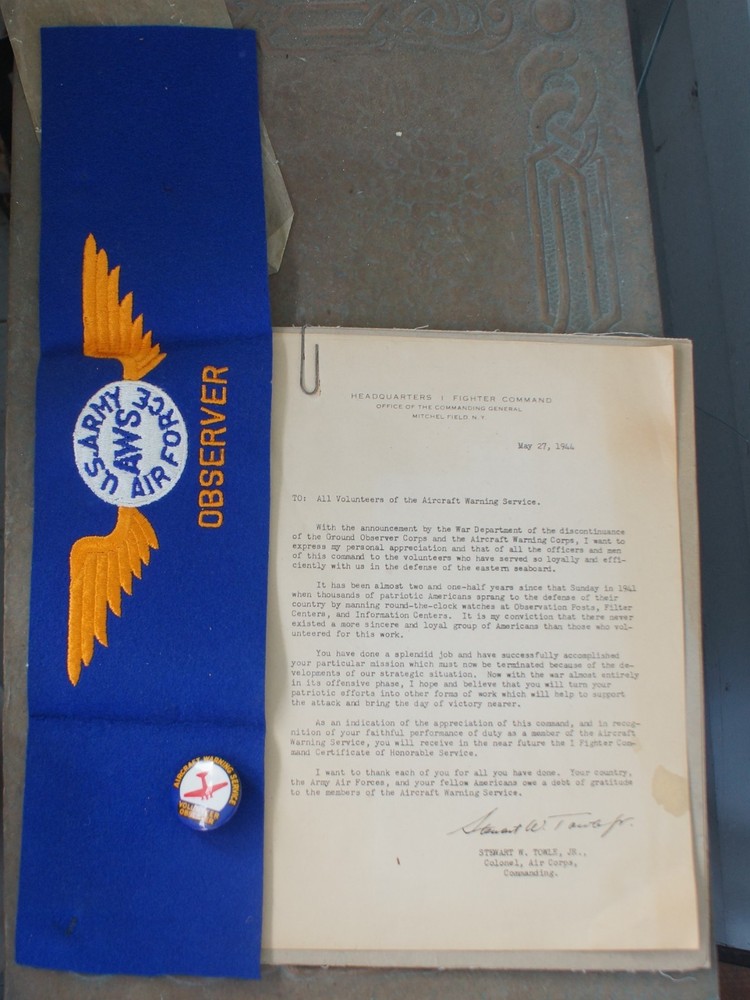 U.S. ARMY
AWS
AIR FORCE
OBSERVER
AIRCRAFT WARNING SERVICE
VOLUNTEER
OBSERVER
HEADQUARTERS I FIGHTER COMMAND
OFFICE OF THE COMMANDING GENERAL
MITCHEL FIELD, N.Y.
May 27, 1944
TO: All Volunteers of the Aircraft Warning Service.
With the announcement by the War Department of the discontinuance
of the Ground Observer Corps and the Aircraft Warning Corps, I want to
express my personal appreciation and that of all the officers and men
of this command to the volunteers who have served so loyally and effi-
ciently with us in the defense of the eastern seaboard.
It has been almost two and one-half years since that Sunday in 1941
when thousands of patriotic Americans sprang to the defense of their
country by manning round-the-clock watches at Observation Posts, Filter
Centers, and Information Centers. It is my conviction that there never
existed a more sincere and loyal group of Americans than those who vol-
unteered for this work.
You have done a splendid job and have successfully accomplished
your particular mission which must now be terminated because of the de-
velopments of our strategic situation. Now with the war almost entirely
in its offensive phase, I hope and believe that you will turn your
patriotic efforts into other forms of work which will help to support
the attack and bring the day of victory nearer.
As an indication of the appreciation of this command, and in recog-
nition of your faithful performance of duty as a member of the Aircraft
Warning Service, you will receive in the near future the I Fighter Com-
mand Certificate of Honorable Service.
I want to thank each of you for all you have done. Your country,
the Army Air Forces, and your fellow Americans owe a debt of gratitude
to the members of the Aircraft Warning Service.
Stewart W. Towle Jr.
STEWART W. TOWLE, JR.,
Colonel, Air Corps,
Commanding.